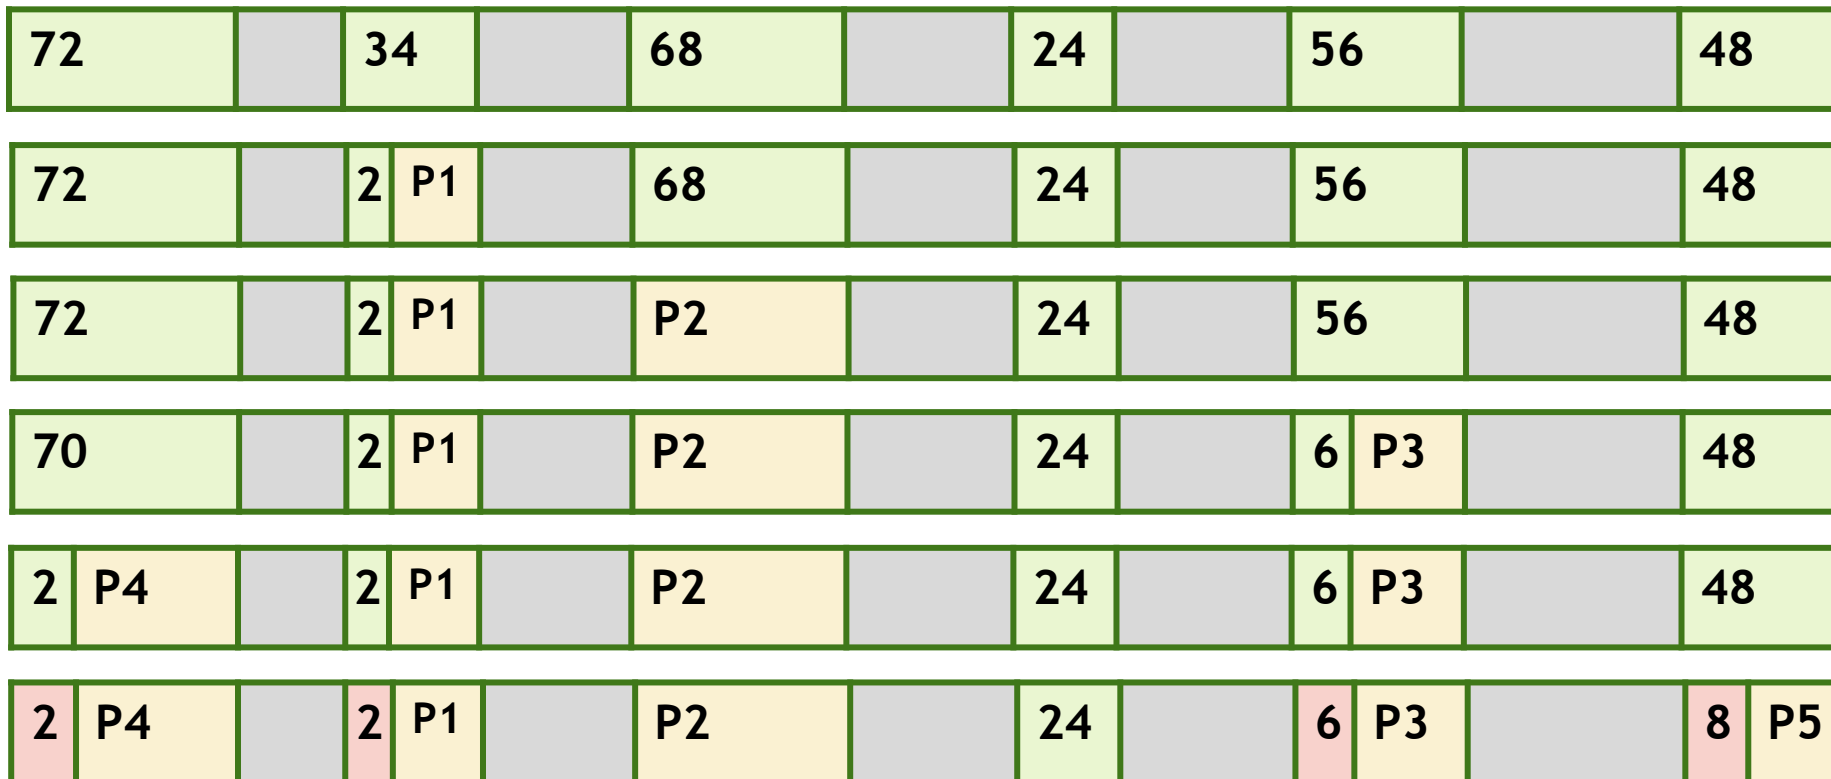 72 34 68 24 56 48
72 2 P1 68 24 56 48
72 2 P1 P2 24 56 48
70 2 P1 P2 24 6 P3 48
2 P4 2 P1 P2 24 6 P3 48
2 P4 2 P1 P2 24 6 P3 8 P5